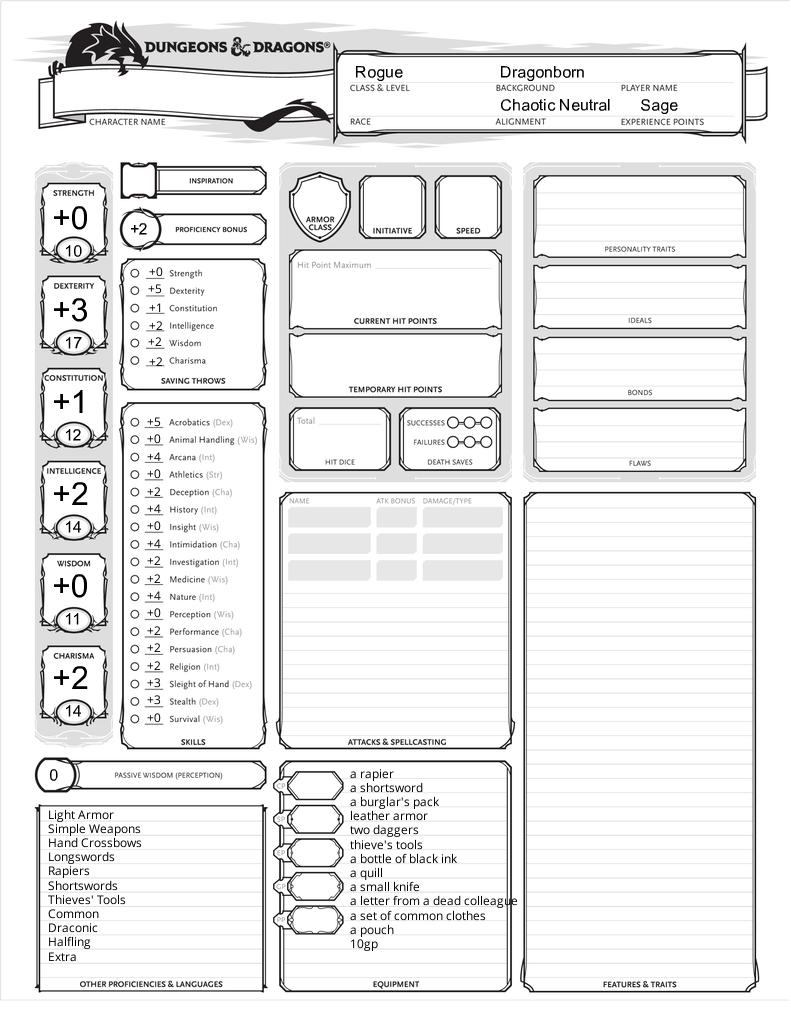 DUNGEONS & DRAGONS®
CHARACTER NAME
Rogue Dragonborn
CLASS & LEVEL BACKGROUND PLAYER NAME
Chaotic Neutral Sage
RACE ALIGNMENT EXPERIENCE POINTS
STRENGTH
+0
10
DEXTERITY
+3
17
CONSTITUTION
+1
12
INTELLIGENCE
+2
14
WISDOM
+0
11
CHARISMA
+2
14
INSPIRATION
+2 PROFICIENCY BONUS
+0 Strength
+5 Dexterity
+1 Constitution
+2 Intelligence
+2 Wisdom
+2 Charisma
SAVING THROWS
+5 Acrobatics (Dex)
+0 Animal Handling (Wis)
+4 Arcana (Int)
+0 Athletics (Str)
+2 Deception (Cha)
+4 History (Int)
+0 Insight (Wis)
+4 Intimidation (Cha)
+2 Investigation (Int)
+2 Medicine (Wis)
+4 Nature (Int)
+0 Perception (Wis)
+2 Performance (Cha)
+2 Persuasion (Cha)
+2 Religion (Int)
+3 Sleight of Hand (Dex)
+3 Stealth (Dex)
+0 Survival (Wis)
SKILLS
0 PASSIVE WISDOM (PERCEPTION)
Light Armor
Simple Weapons
Hand Crossbows
Longswords
Rapiers
Shortswords
Thieves' Tools
Common
Draconic
Halfling
Extra
OTHER PROFICIENCIES & LANGUAGES
ARMOR
CLASS
INITIATIVE
SPEED
Hit Point Maximum
CURRENT HIT POINTS
TEMPORARY HIT POINTS
Total
HIT DICE
SUCCESSES
FAILURES
DEATH SAVES
NAME ATK BONUS DAMAGE/TYPE
ATTACKS & SPELLCASTING
CP
SP
EP
GP
PP
a rapier
a shortsword
a burglar's pack
leather armor
two daggers
thieve's tools
a bottle of black ink
a quill
a small knife
a letter from a dead colleague
a set of common clothes
a pouch
10gp
EQUIPMENT
PERSONALITY TRAITS
IDEALS
BONDS
FLAWS
FEATURES & TRAITS